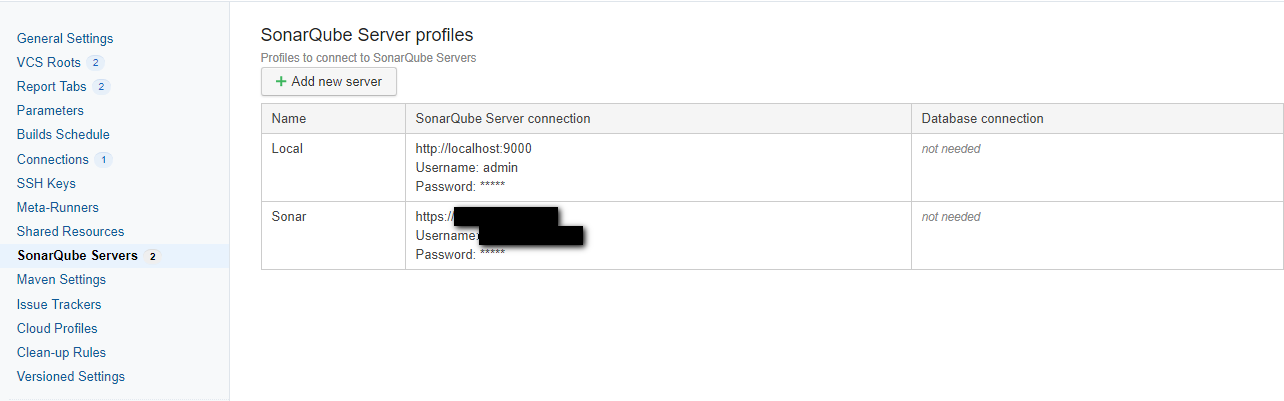 General Settings
VCS Roots 2
Report Tabs 2
Parameters
Builds Schedule
Connections 1
SSH Keys
Meta-Runners
Shared Resources
SonarQube Servers 2
Maven Settings
Issue Trackers
Cloud Profiles
Clean-up Rules
Versioned Settings
SonarQube Server profiles
Profiles to connect to SonarQube Servers
+ Add new server
Name SonarQube Server connection Database connection
Local http://localhost:9000 not needed
Username: admin
Password: *****
Sonar https:// not needed
Username:
Password: *****